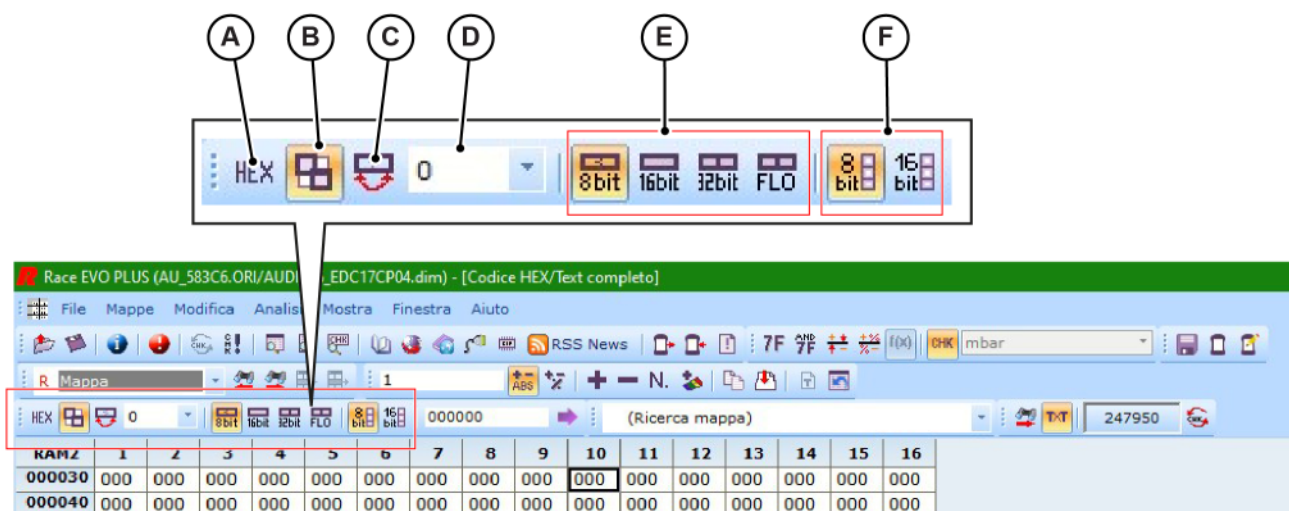 A B C D E F
HEX 0 8bit 16bit 32bit FLO 8 bit 16 bit
Race EVO PLUS (AU_583C6.ORI/AUDI _EDC17CP04.dim) - [Codice HEX/Text completo]
File Mappe Modifica Analisi Mostra Finestra Aiuto
CHK RSS News 7F AND 7F f(x) CHK mbar
R Mappa 1 ABS N.
HEX 0 8bit 16bit 32bit FLO 8 bit 16 bit 000000 (Ricerca mappa) TXT 247950
RAM2 1 2 3 4 5 6 7 8 9 10 11 12 13 14 15 16
000030 000 000 000 000 000 000 000 000 000 000 000 000 000 000 000 000
000040 000 000 000 000 000 000 000 000 000 000 000 000 000 000 000 000